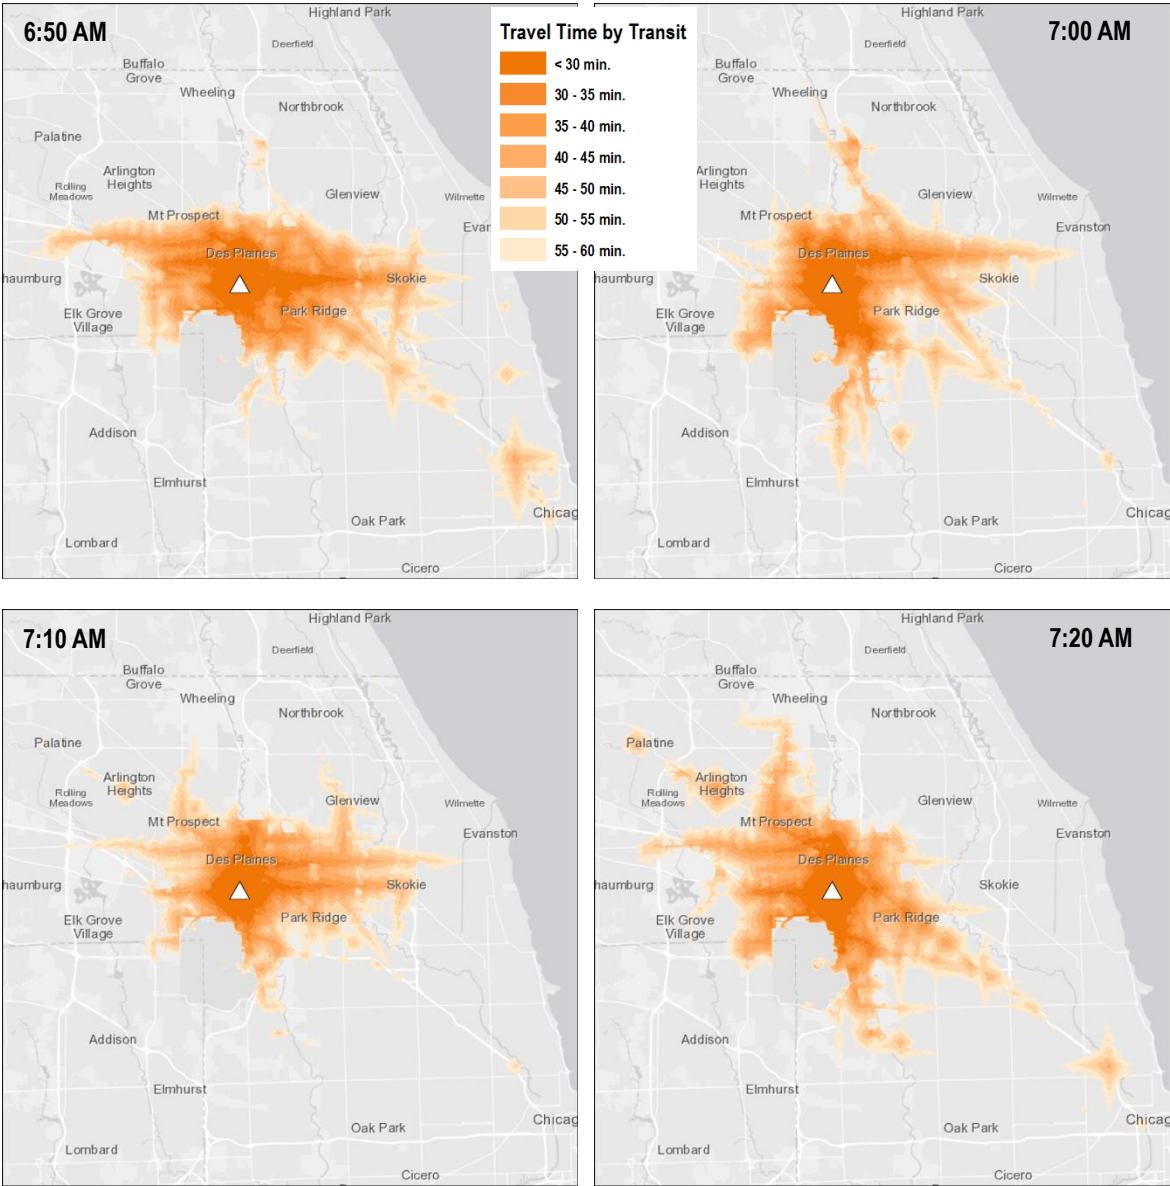 6:50 AM
Highland Park
Deerfield
Buffalo
Grove
Wheeling
Northbrook
Palatine
Arlington
Heights
Rolling
Meadows
Glenview
Wilmette
Mt Prospect
Evan
Des Plaines
haumburg
Skokie
Elk Grove
Village
Park Ridge
Addison
Elmhurst
Chicag
Oak Park
Lombard
Cicero
Travel Time by Transit
< 30 min.
30 - 35 min.
35 - 40 min.
40 - 45 min.
45 - 50 min.
50 - 55 min.
55 - 60 min.
7:00 AM
Highland Park
Deerfield
Buffalo
Grove
Wheeling
Northbrook
Arlington
Heights
Glenview
Wilmette
Mt Prospect
Evanston
Des Plaines
haumburg
Skokie
Elk Grove
Village
Park Ridge
Addison
Elmhurst
Chicag
Oak Park
Lombard
Cicero
7:10 AM
Highland Park
Deerfield
Buffalo
Grove
Wheeling
Northbrook
Palatine
Arlington
Heights
Rolling
Meadows
Glenview
Wilmette
Mt Prospect
Evanston
Des Plaines
haumburg
Skokie
Elk Grove
Village
Park Ridge
Addison
Elmhurst
Chicag
Oak Park
Lombard
Cicero
7:20 AM
Highland Park
Deerfield
Buffalo
Grove
Wheeling
Northbrook
Palatine
Arlington
Heights
Rolling
Meadows
Glenview
Wilmette
Mt Prospect
Evanston
Des Plaines
haumburg
Skokie
Elk Grove
Village
Park Ridge
Addison
Elmhurst
Chicag
Oak Park
Lombard
Cicero